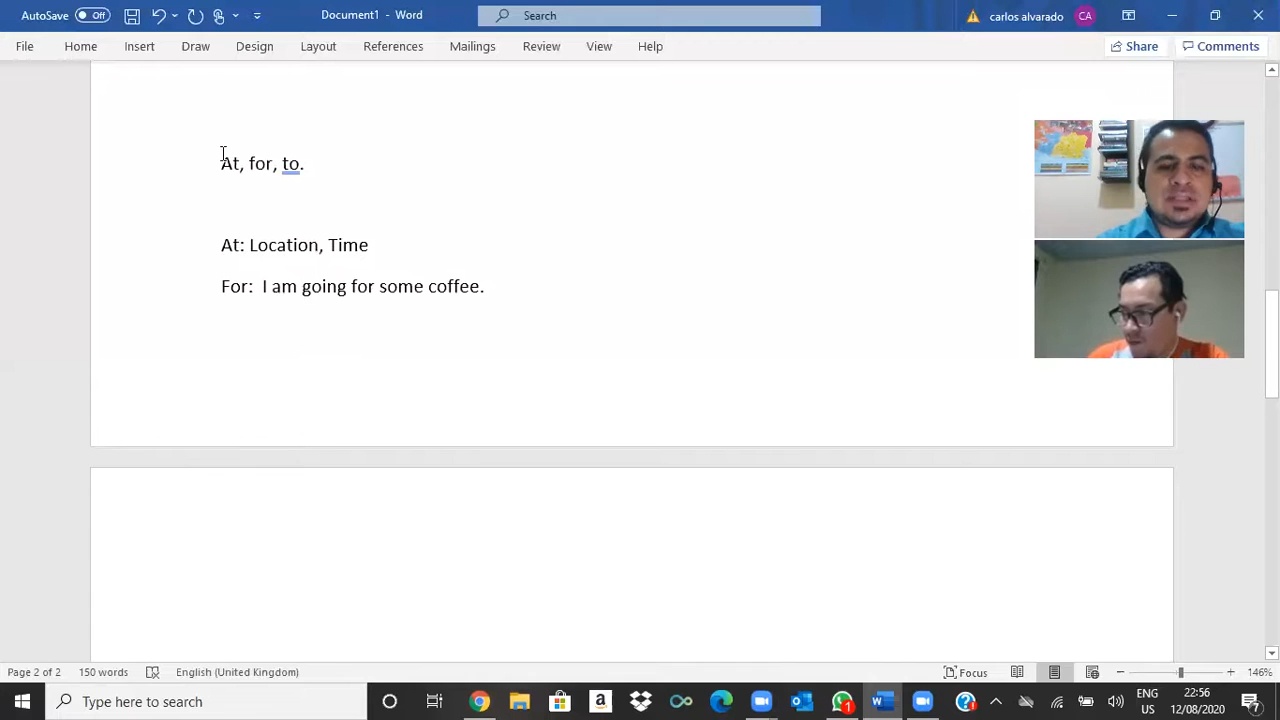 AutoSave Off Document1 - Word Search carlos alvarado CA
File Home Insert Draw Design Layout References Mailings Review View Help Share Comments
At, for, to.
At: Location, Time
For: I am going for some coffee.
Page 2 of 2 150 words English (United Kingdom) Focus 146%
Type here to search ENG 22:56
US 12/08/2020 7
1